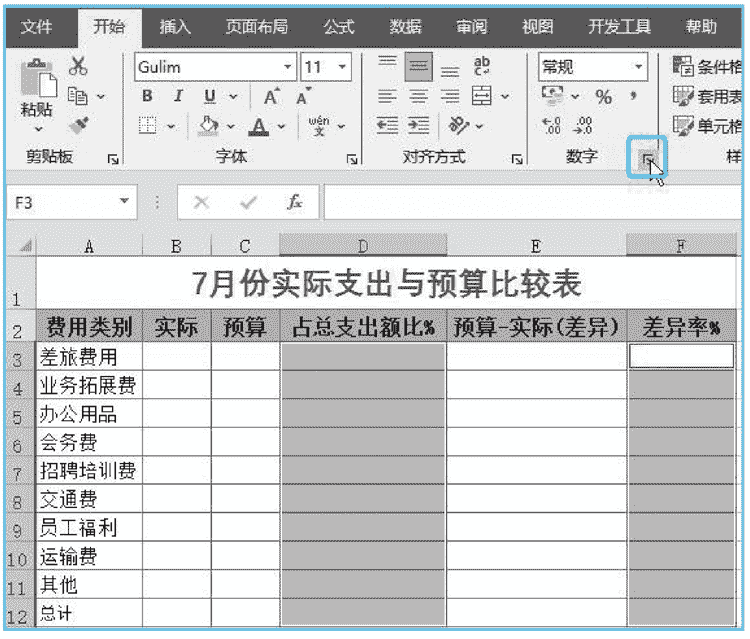 文件 开始 插入 页面布局 公式 数据 审阅 视图 开发工具 帮助
Gulim 11 ab 常规 条件格
粘贴 B I U A A % , 套用表
A wén 文 .00 .00 单元格
剪贴板 字体 对齐方式 数字 样
F3 fx
A B C D E F
1 7月份实际支出与预算比较表
2 费用类别 实际 预算 占总支出额比% 预算-实际(差异) 差异率%
3 差旅费用
4 业务拓展费
5 办公用品
6 会务费
7 招聘培训费
8 交通费
9 员工福利
10 运输费
11 其他
12 总计